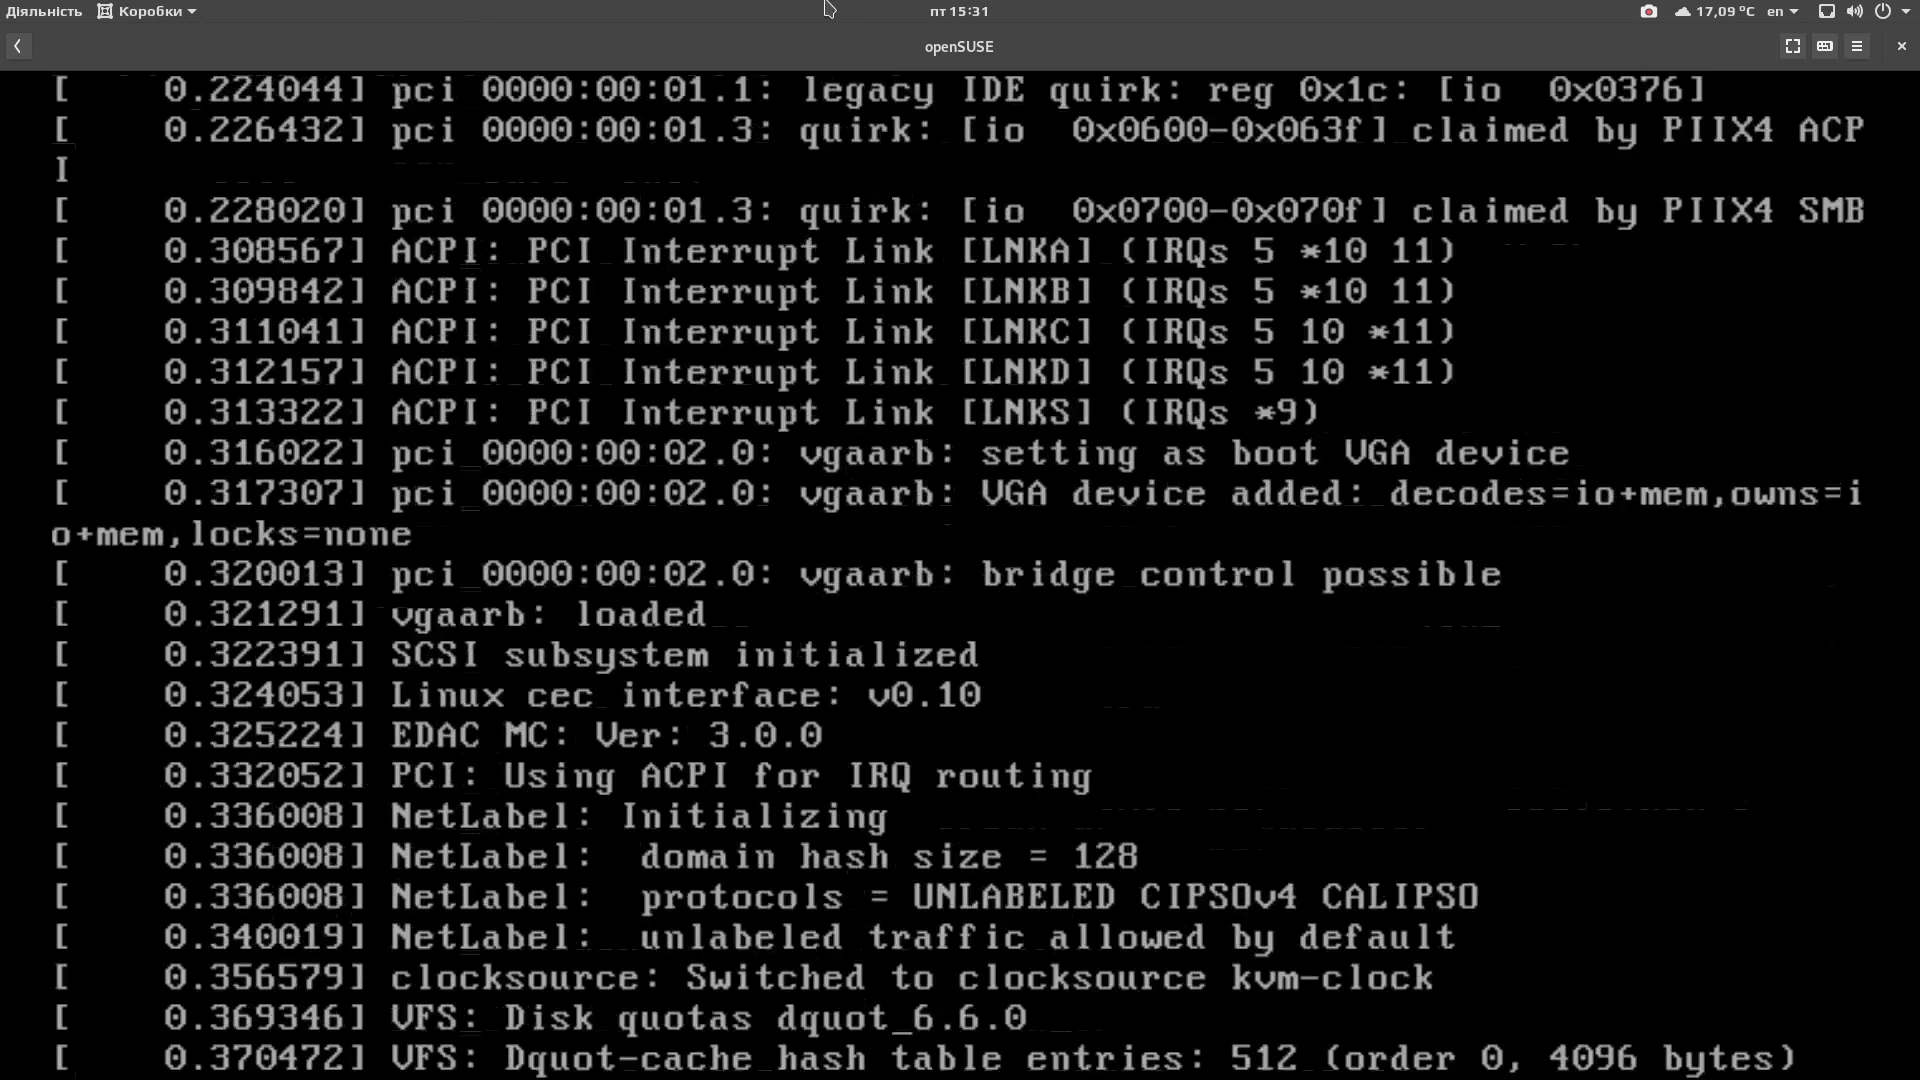 Діяльність Коробки пт 15:31 17,09 °C en
openSUSE
[    0.224044] pci 0000:00:01.1: legacy IDE quirk: reg 0x1c: [io  0x0376]
[    0.226432] pci 0000:00:01.3: quirk: [io  0x0600-0x063f] claimed by PIIX4 ACP
I
[    0.228020] pci 0000:00:01.3: quirk: [io  0x0700-0x070f] claimed by PIIX4 SMB
[    0.308567] ACPI: PCI Interrupt Link [LNKA] (IRQs 5 *10 11)
[    0.309842] ACPI: PCI Interrupt Link [LNKB] (IRQs 5 *10 11)
[    0.311041] ACPI: PCI Interrupt Link [LNKC] (IRQs 5 10 *11)
[    0.312157] ACPI: PCI Interrupt Link [LNKD] (IRQs 5 10 *11)
[    0.313322] ACPI: PCI Interrupt Link [LNKS] (IRQs *9)
[    0.316022] pci 0000:00:02.0: vgaarb: setting as boot VGA device
[    0.317307] pci 0000:00:02.0: vgaarb: VGA device added: decodes=io+mem,owns=i
o+mem,locks=none
[    0.320013] pci 0000:00:02.0: vgaarb: bridge control possible
[    0.321291] vgaarb: loaded
[    0.322391] SCSI subsystem initialized
[    0.324053] Linux cec interface: v0.10
[    0.325224] EDAC MC: Ver: 3.0.0
[    0.332052] PCI: Using ACPI for IRQ routing
[    0.336008] NetLabel: Initializing
[    0.336008] NetLabel:  domain hash size = 128
[    0.336008] NetLabel:  protocols = UNLABELED CIPSOv4 CALIPSO
[    0.340019] NetLabel:  unlabeled traffic allowed by default
[    0.356579] clocksource: Switched to clocksource kvm-clock
[    0.369346] VFS: Disk quotas dquot_6.6.0
[    0.370472] VFS: Dquot-cache hash table entries: 512 (order 0, 4096 bytes)